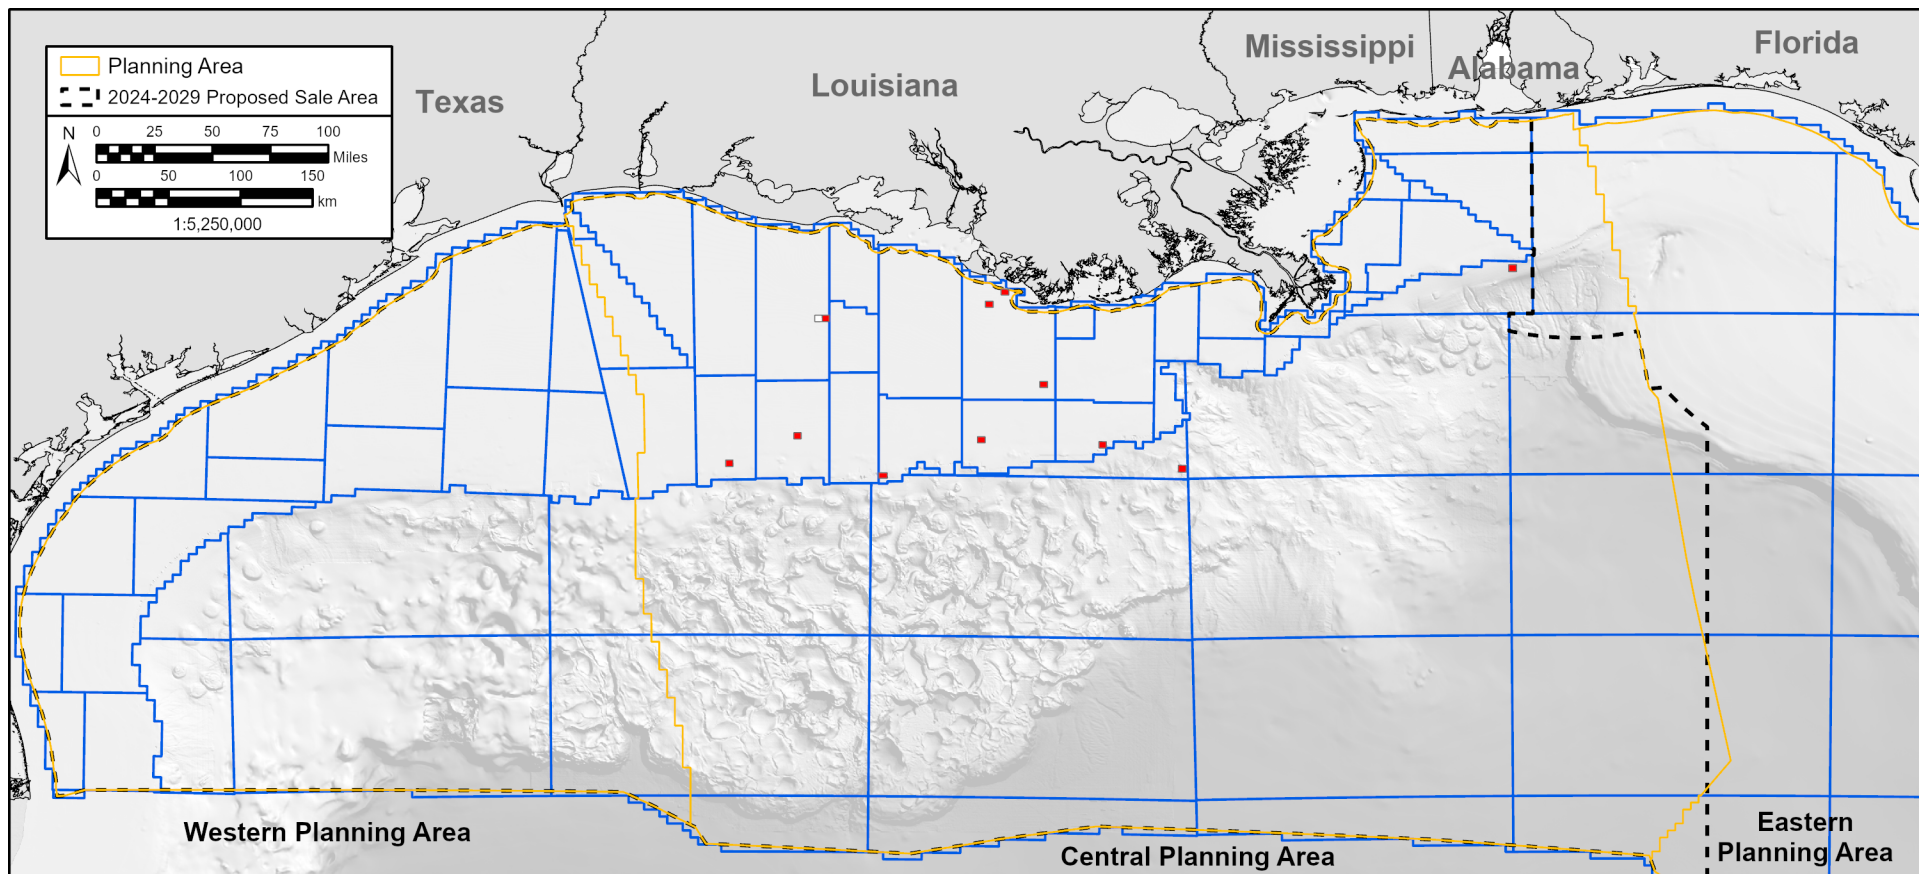 Mississippi
Florida
Alabama
Louisiana
Texas
Planning Area
2024-2029 Proposed Sale Area
N
0 25 50 75 100
Miles
0 50 100 150
km
1:5,250,000
Western Planning Area
Central Planning Area
Eastern
Planning Area